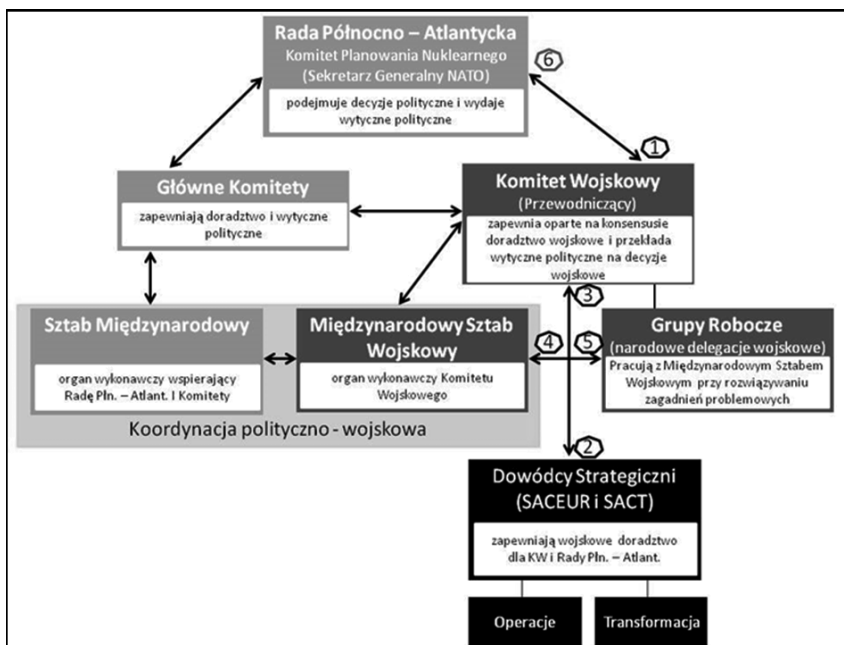 Rada Północno – Atlantycka
Komitet Planowania Nuklearnego
(Sekretarz Generalny NATO)
podejmuje decyzje polityczne i wydaje
wytyczne polityczne
6
1
Główne Komitety
zapewniają doradztwo i wytyczne
polityczne
Komitet Wojskowy
(Przewodniczący)
zapewnia oparte na konsensusie
doradztwo wojskowe i przekłada
wytyczne polityczne na decyzje
wojskowe
3
Sztab Międzynarodowy
organ wykonawczy wspierający
Radę Płn. – Atlant. I Komitety
Międzynarodowy Sztab
Wojskowy
organ wykonawczy Komitetu
Wojskowego
4
5
Grupy Robocze
(narodowe delegacje wojskowe)
Pracują z Międzynarodowym Sztabem
Wojskowym przy rozwiązywaniu
zagadnień problemowych
Koordynacja polityczno - wojskowa
2
Dowódcy Strategiczni
(SACEUR i SACT)
zapewniają wojskowe doradztwo
dla KW i Rady Płn. – Atlant.
Operacje
Transformacja